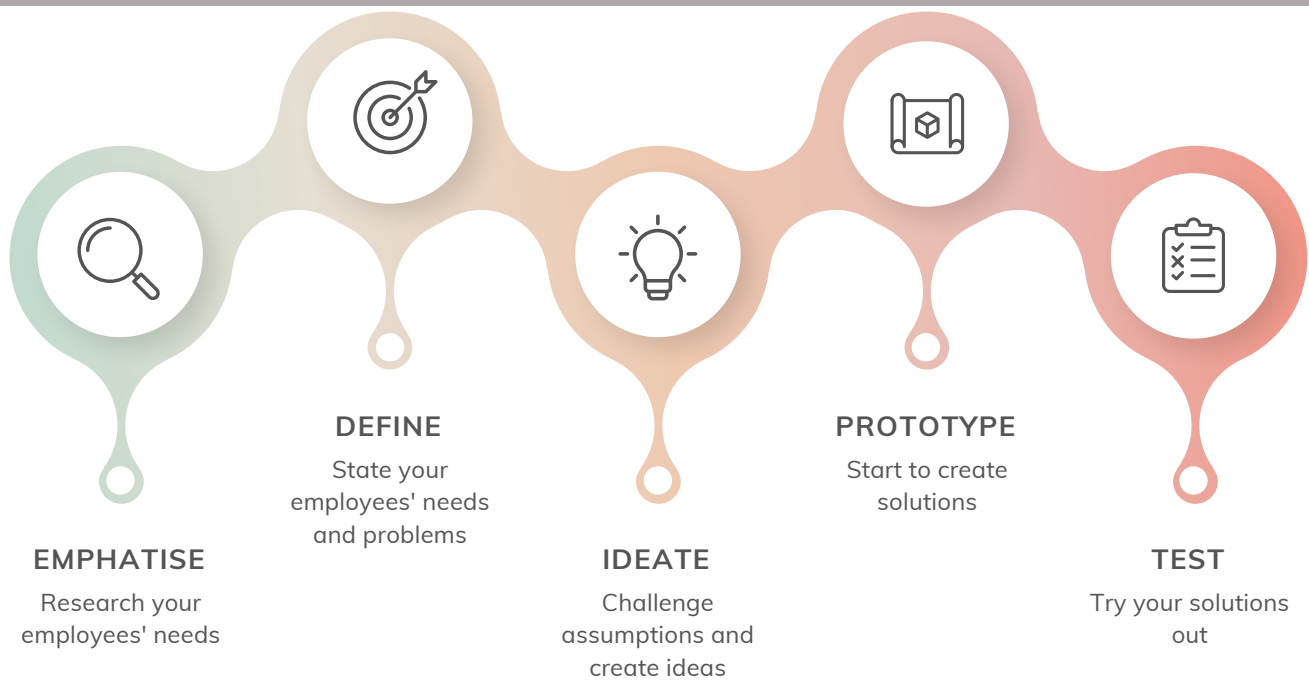 EMPHATISE
Research your
employees' needs
DEFINE
State your
employees' needs
and problems
IDEATE
Challenge
assumptions and
create ideas
PROTOTYPE
Start to create
solutions
TEST
Try your solutions
out